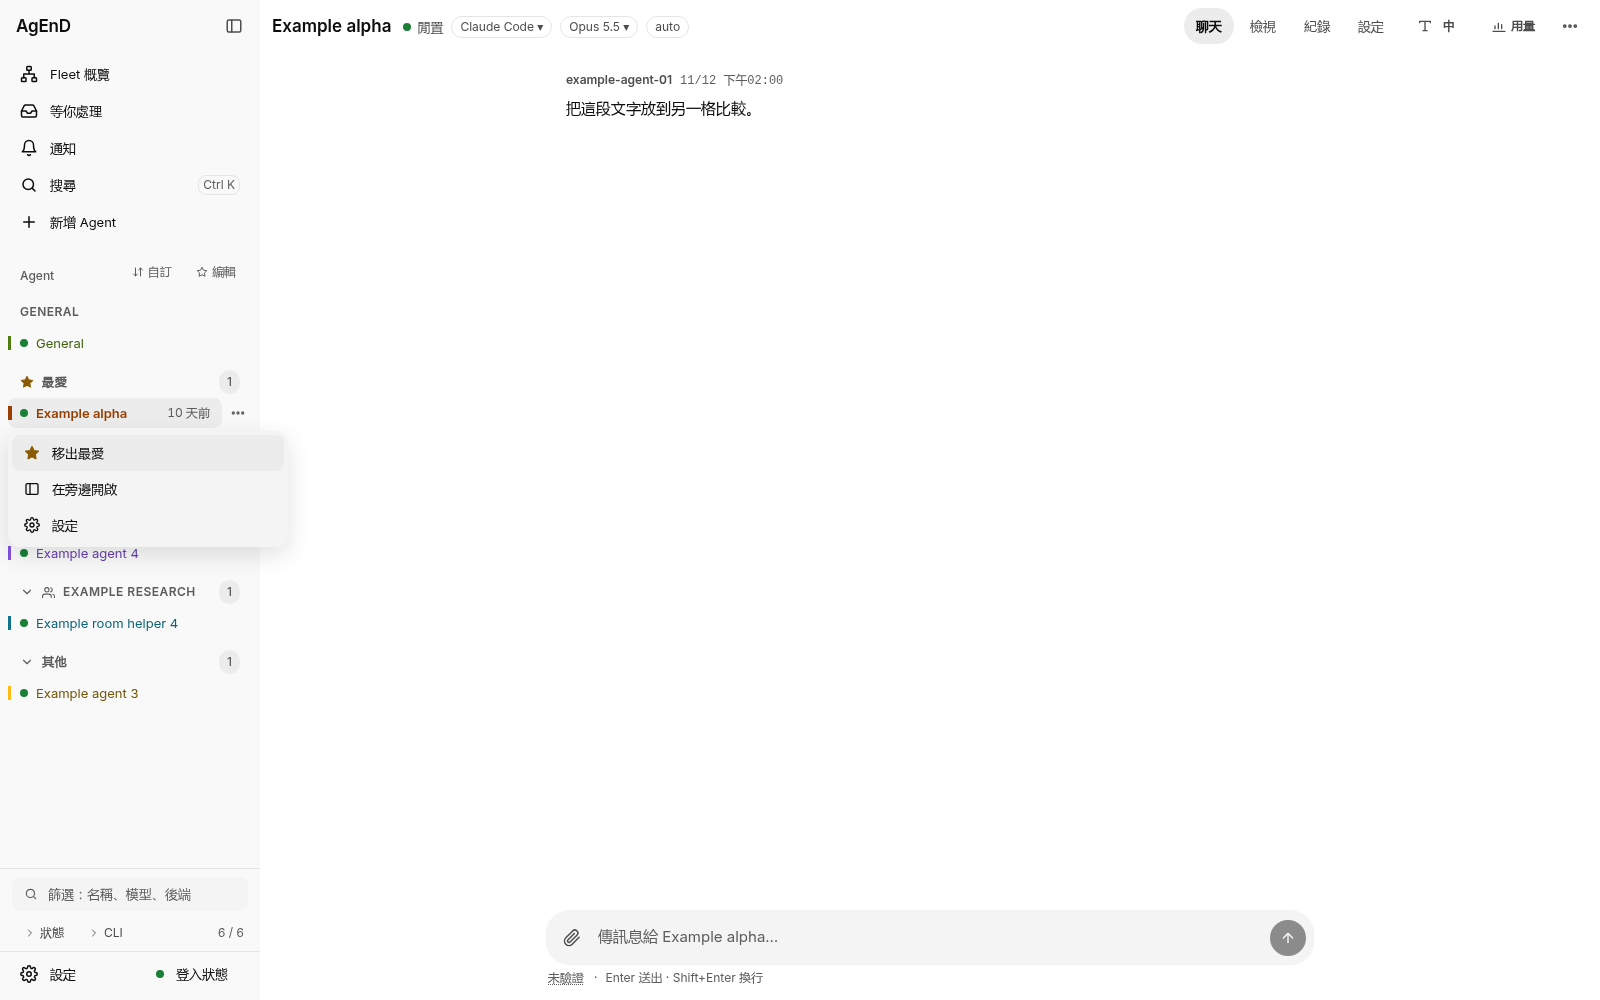 AgEnD
Fleet 概覽
等你處理
通知
搜尋 Ctrl K
新增 Agent
Agent 自訂 編輯
GENERAL
General
最愛 1
Example alpha 10 天前 •••
移出最愛
在旁邊開啟
設定
Example agent 4
EXAMPLE RESEARCH 1
Example room helper 4
其他 1
Example agent 3
篩選：名稱、模型、後端
狀態 CLI 6 / 6
設定 登入狀態
Example alpha 閒置 Claude Code ▾ Opus 5.5 ▾ auto
聊天 檢視 紀錄 設定 T 中 用量 •••
example-agent-01 11/12 下午02:00
把這段文字放到另一格比較。
傳訊息給 Example alpha...
未驗證 · Enter 送出 · Shift+Enter 換行